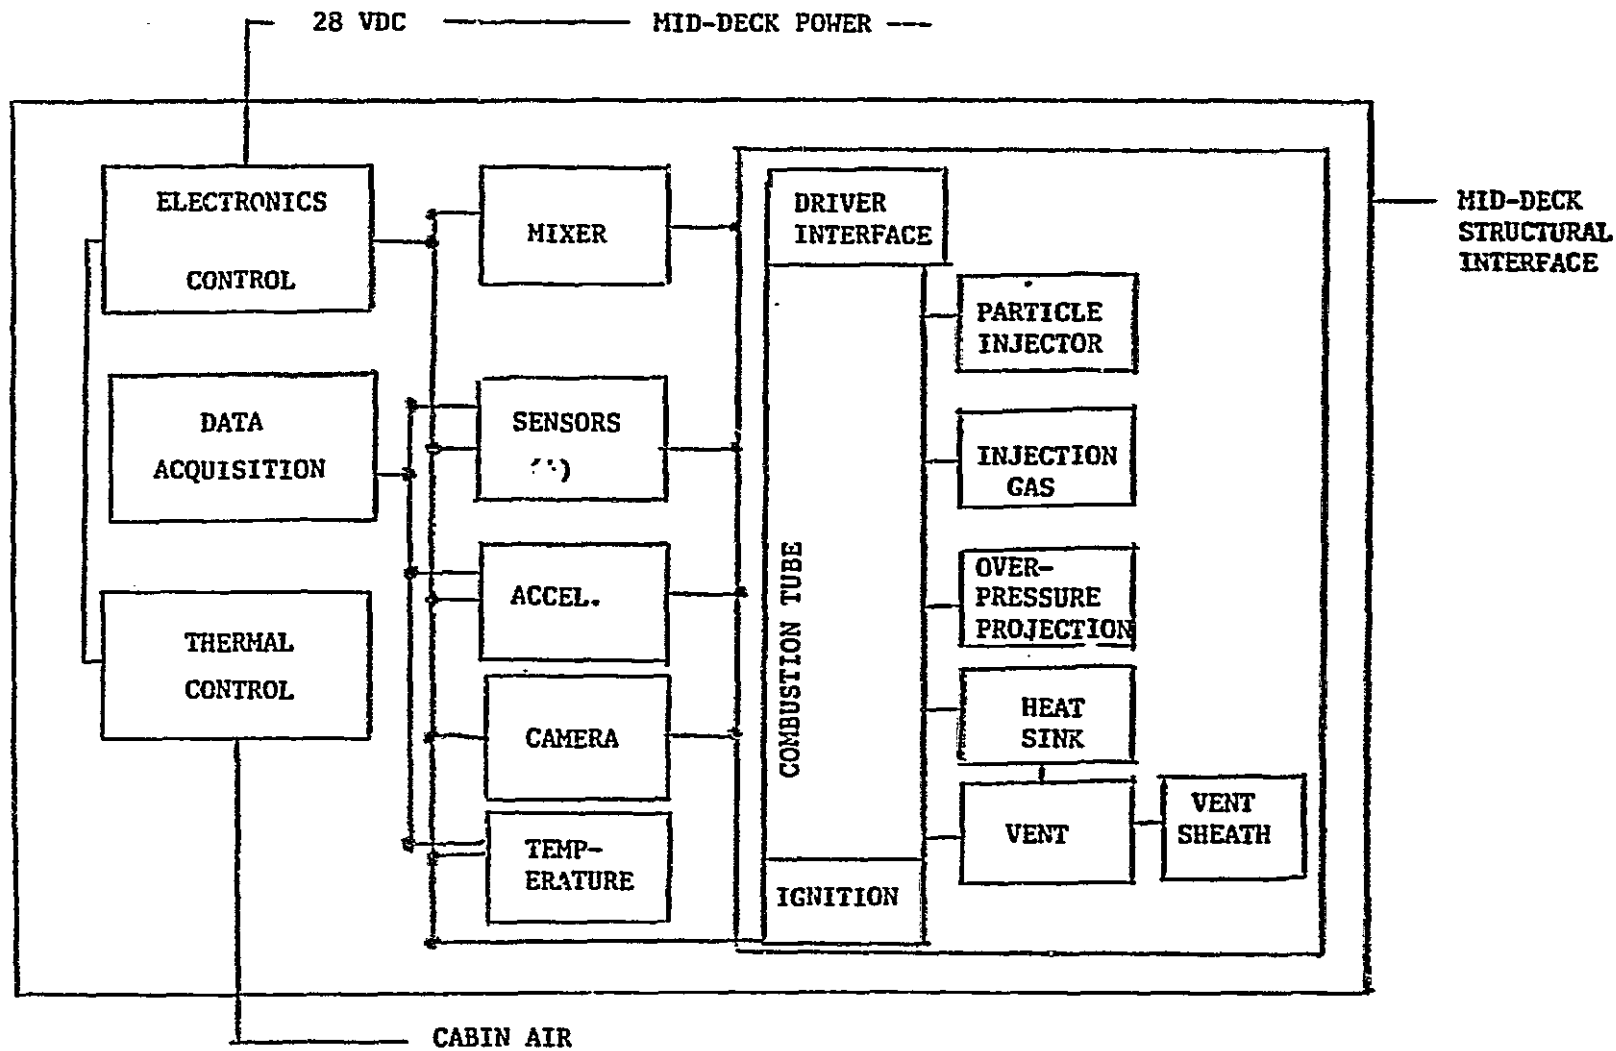 28 VDC MID-DECK POWER
ELECTRONICS
CONTROL
MIXER
DRIVER
INTERFACE
MID-DECK
STRUCTURAL
INTERFACE
PARTICLE
INJECTOR
DATA
ACQUISITION
SENSORS
INJECTION
GAS
THERMAL
CONTROL
ACCEL.
COMBUSTION TUBE
OVER-
PRESSURE
PROJECTION
CAMERA
HEAT
SINK
TEMP-
ERATURE
VENT
VENT
SHEATH
IGNITION
CABIN AIR